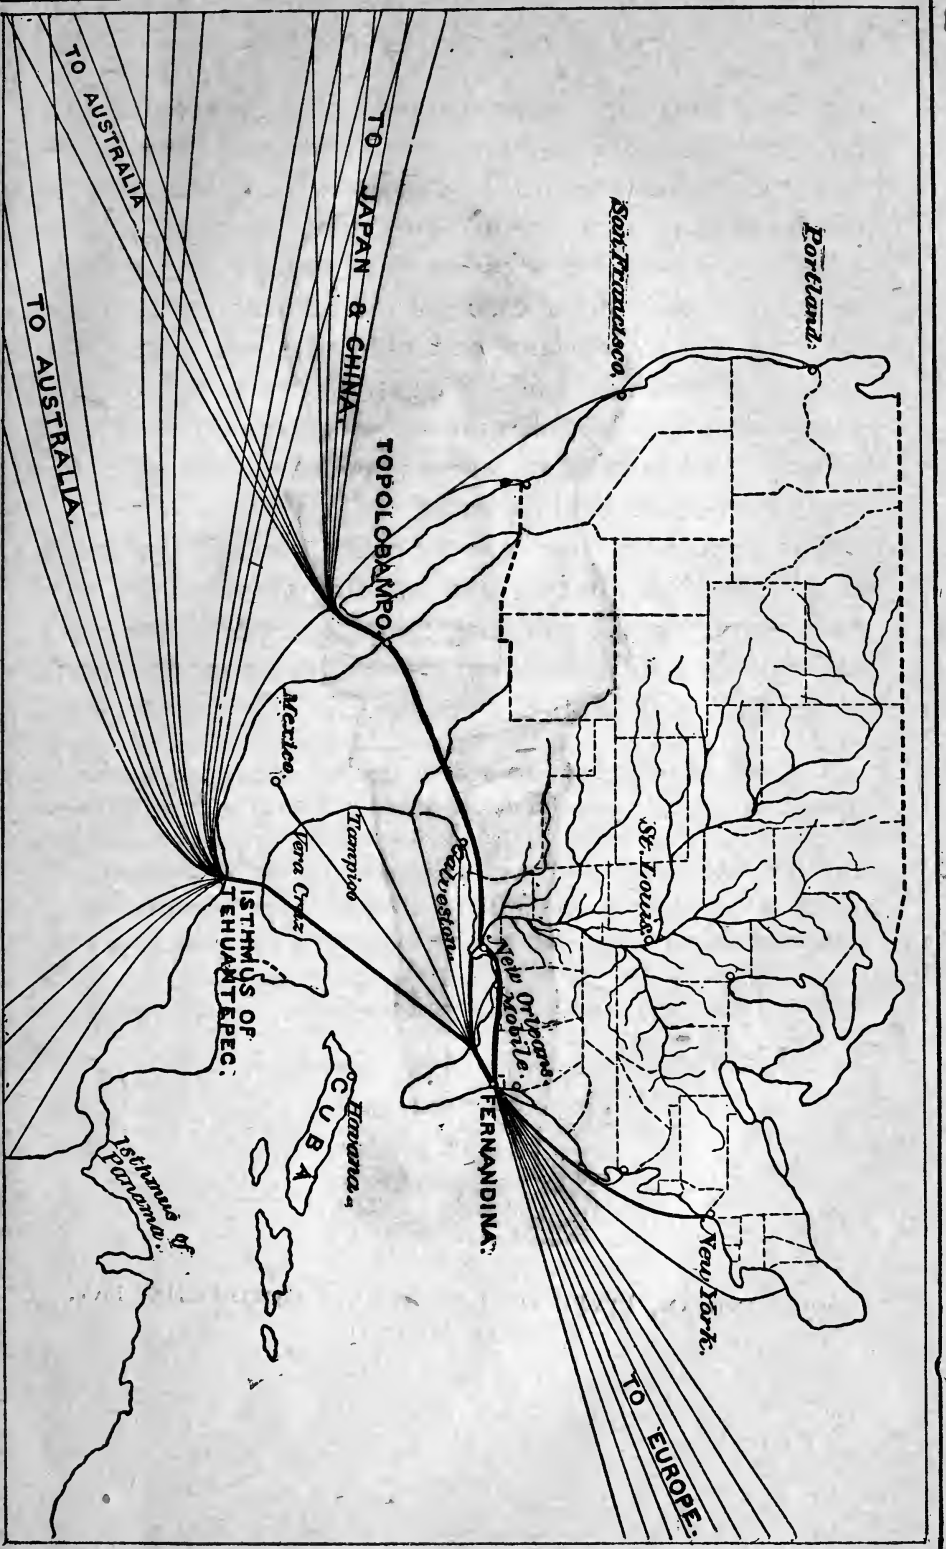 Portland.
San Francisco.
TO JAPAN & CHINA.
TO AUSTRALIA
TO AUSTRALIA.
TOPOLOBAMPO.
Mexico.
Tampico
Vera Cruz
Galveston.
St. Louis
New Orleans
Mobile.
ISTHMUS OF
TEHUANTEPEC.
FERNANDINA.
Havana.
CUBA
Isthmus of
Panama.
New York.
TO EUROPE.